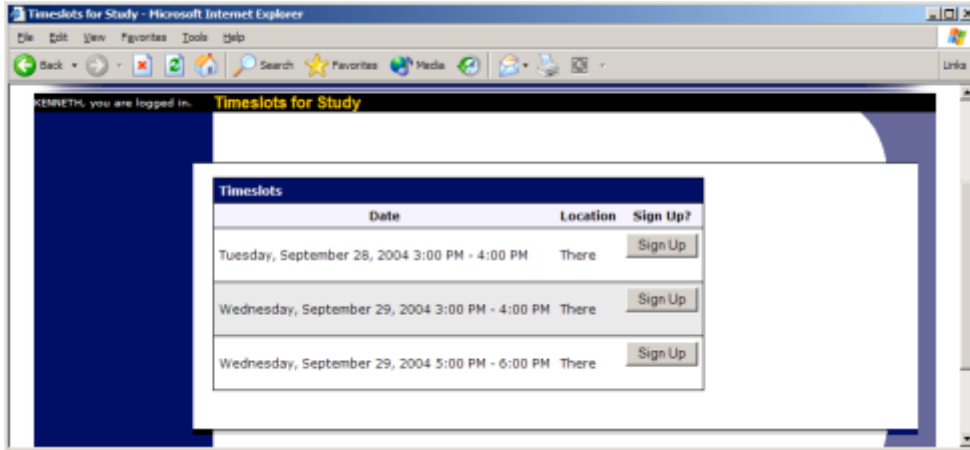 Timeslots for Study - Microsoft Internet Explorer
File Edit View Favorites Tools Help
Back Search Favorites Media Links
KENNETH, you are logged in. Timeslots for Study
Timeslots
Date Location Sign Up?
Tuesday, September 28, 2004 3:00 PM - 4:00 PM There Sign Up
Wednesday, September 29, 2004 3:00 PM - 4:00 PM There Sign Up
Wednesday, September 29, 2004 5:00 PM - 6:00 PM There Sign Up